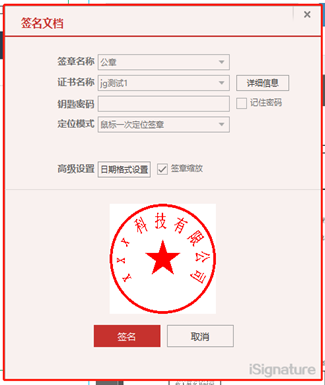 签名文档
签章名称 公章
证书名称 jg测试1 详细信息
钥匙密码 记住密码
定位模式 鼠标一次定位签章
高级设置 日期格式设置 签章缩放
XXX科技有限公司
签名 取消
iSignature